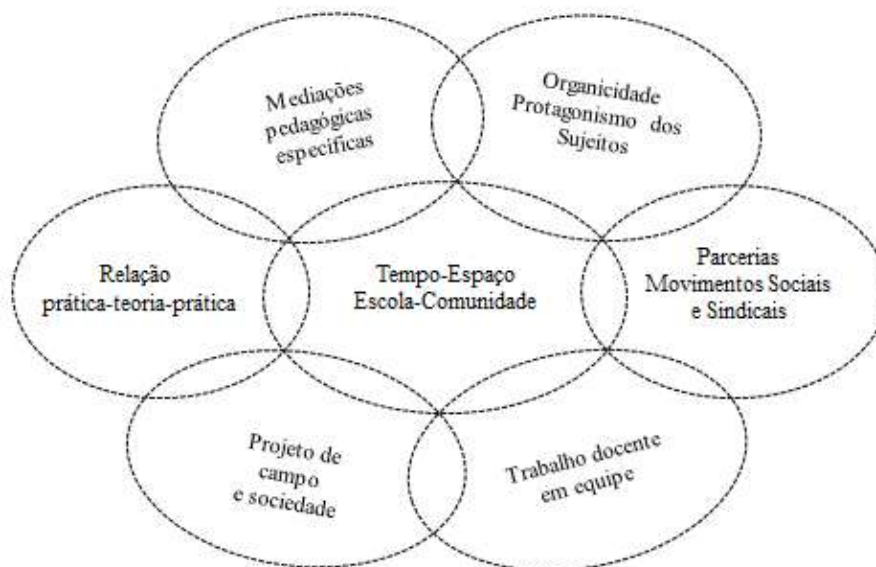 Mediações
pedagógicas
específicas
Organicidade
Protagonismo dos
Sujeitos
Relação
prática-teoria-prática
Tempo-Espaço
Escola-Comunidade
Parcerias
Movimentos Sociais
e Sindicais
Projeto de
campo
e sociedade
Trabalho docente
em equipe